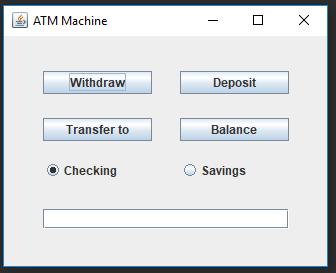 ATM Machine
Withdraw Deposit
Transfer to Balance
Checking Savings